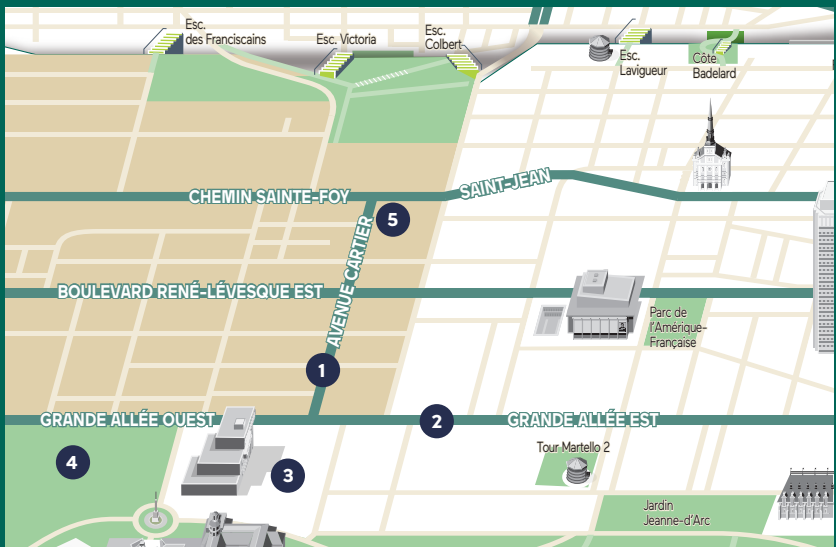 Esc.
des Franciscains
Esc. Victoria
Esc.
Colbert
Esc.
Lavigueur
Côte
Badelard
CHEMIN SAINTE-FOY
SAINT-JEAN
5
AVENUE CARTIER
BOULEVARD RENÉ-LÉVESQUE EST
Parc de
l'Amérique-
Française
1
GRANDE ALLÉE OUEST
2
GRANDE ALLÉE EST
4
3
Tour Martello 2
Jardin
Jeanne-d'Arc